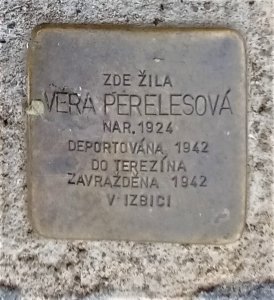 ZDE ŽILA
VĚRA PERELESOVÁ
NAR. 1924
DEPORTOVÁNA 1942
DO TEREZÍNA
ZAVRAŽDĚNA 1942
V IZBICI